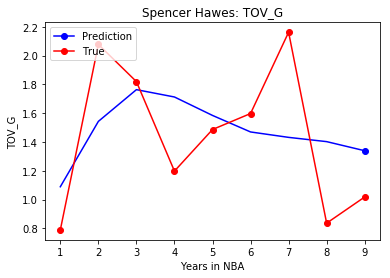 Spencer Hawes: TOV_G
Prediction
True
2.2
2.0
1.8
1.6
1.4
1.2
1.0
0.8
TOV_G
1 2 3 4 5 6 7 8 9
Years in NBA